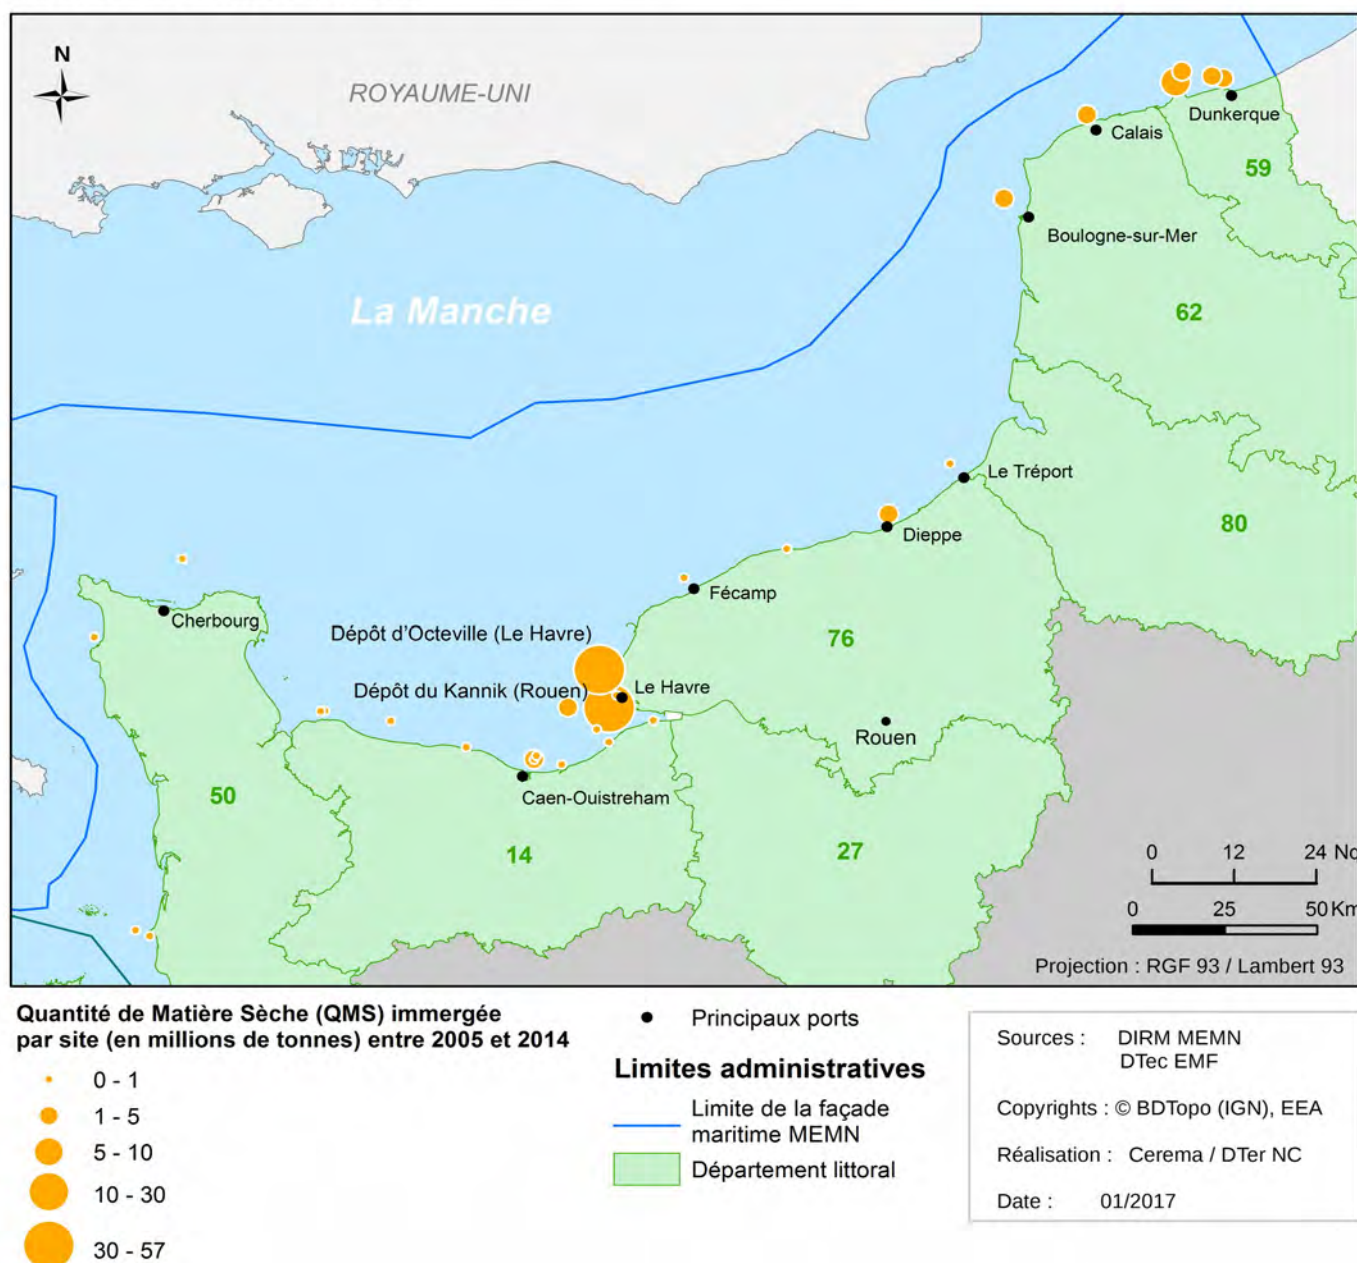 N
ROYAUME-UNI
Dunkerque
Calais
59
Boulogne-sur-Mer
La Manche
62
Le Tréport
80
Dieppe
Fécamp
Cherbourg
Dépôt d'Octeville (Le Havre)
76
Dépôt du Kannik (Rouen)
Le Havre
Rouen
50
Caen-Ouistreham
14
27
0 12 24 No
0 25 50 Km
Projection : RGF 93 / Lambert 93
Quantité de Matière Sèche (QMS) immergée
par site (en millions de tonnes) entre 2005 et 2014
0 - 1
1 - 5
5 - 10
10 - 30
30 - 57
Principaux ports
Limites administratives
Limite de la façade
maritime MEMN
Département littoral
Sources : DIRM MEMN
DTec EMF
Copyrights : © BDTopo (IGN), EEA
Réalisation : Cerema / DTer NC
Date : 01/2017